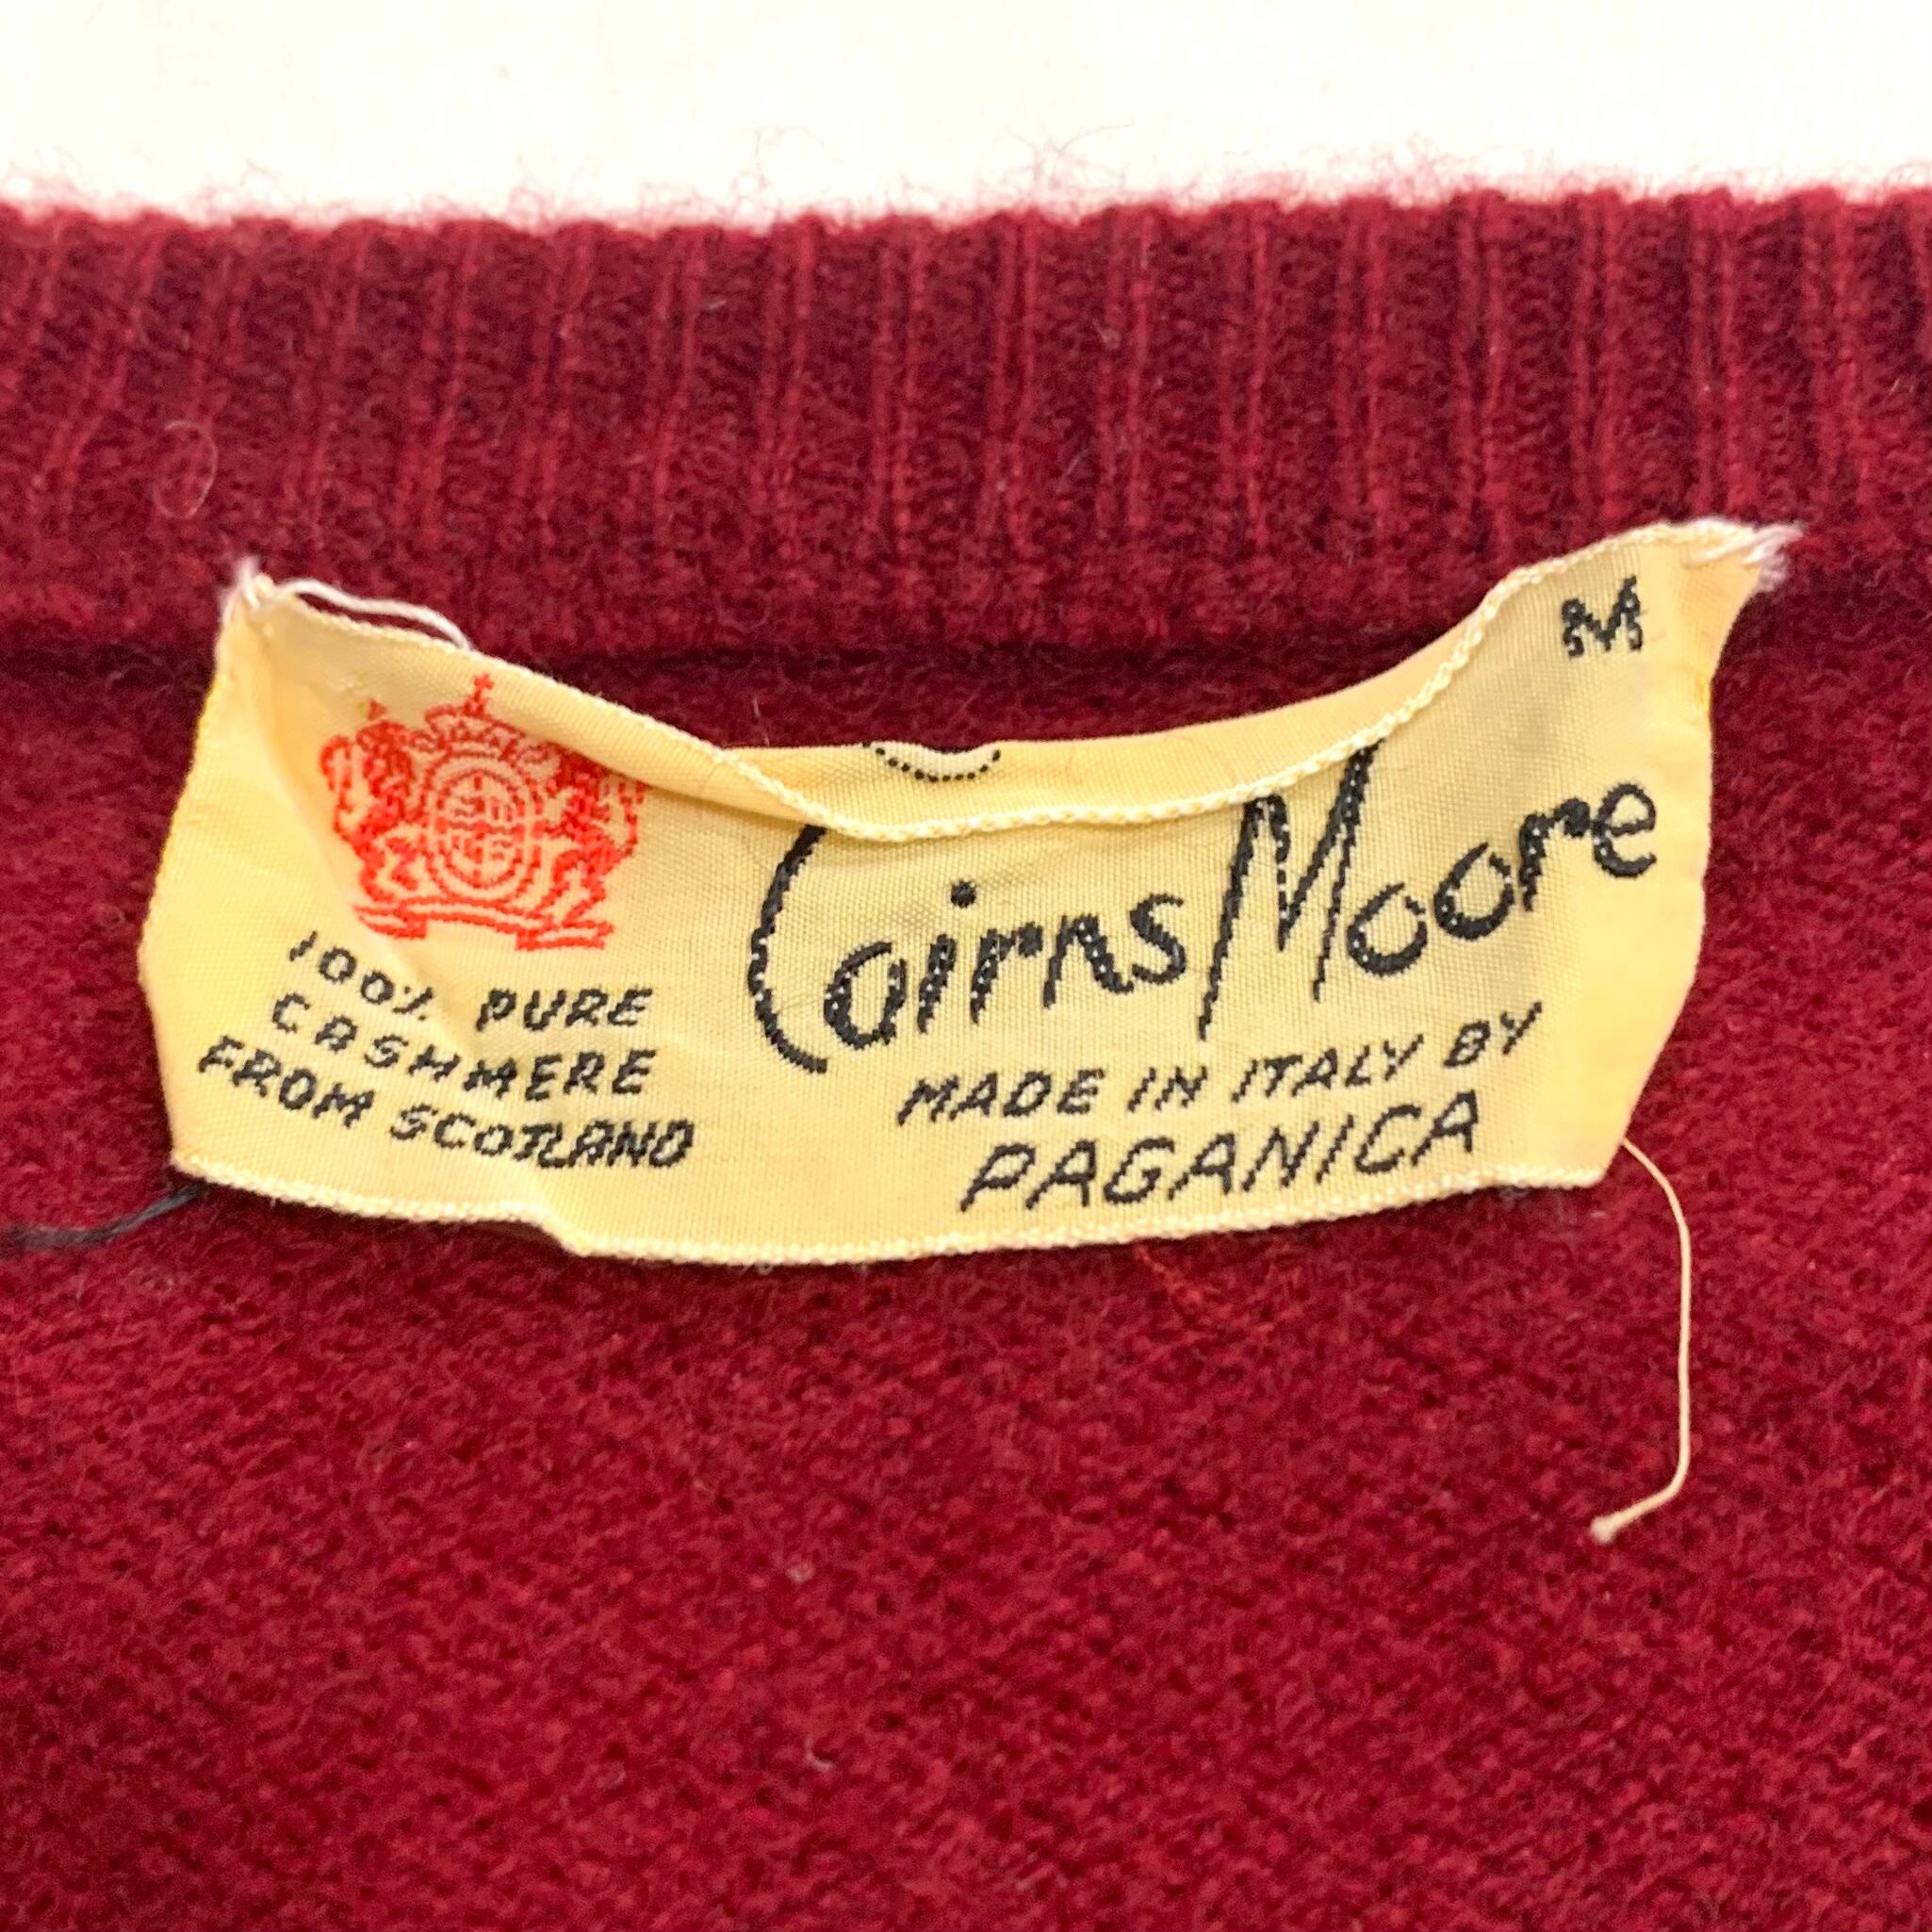 M
Cairns Moore
100% PURE
CASHMERE
FROM SCOTLAND
MADE IN ITALY BY
PAGANICA